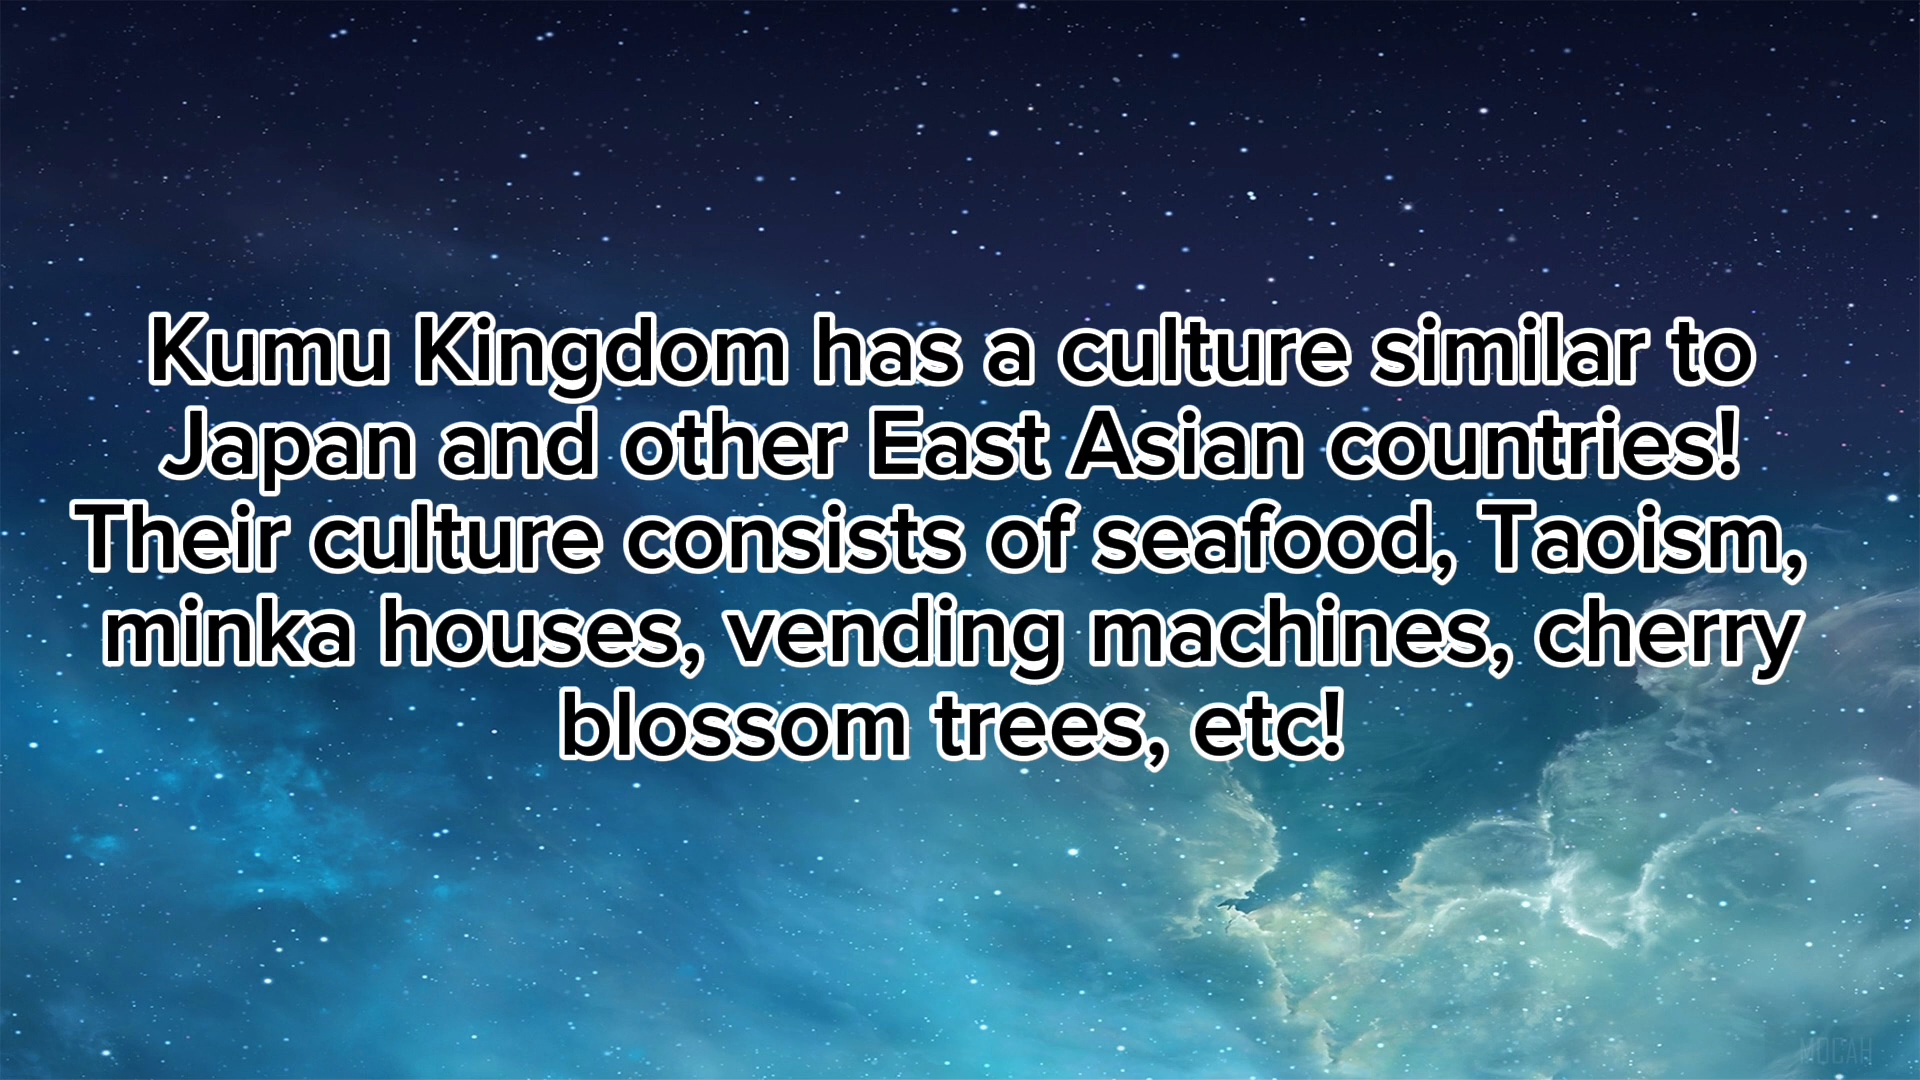 Kumu Kingdom has a culture similar to
Japan and other East Asian countries!
Their culture consists of seafood, Taoism,
minka houses, vending machines, cherry
blossom trees, etc!
MOCAH